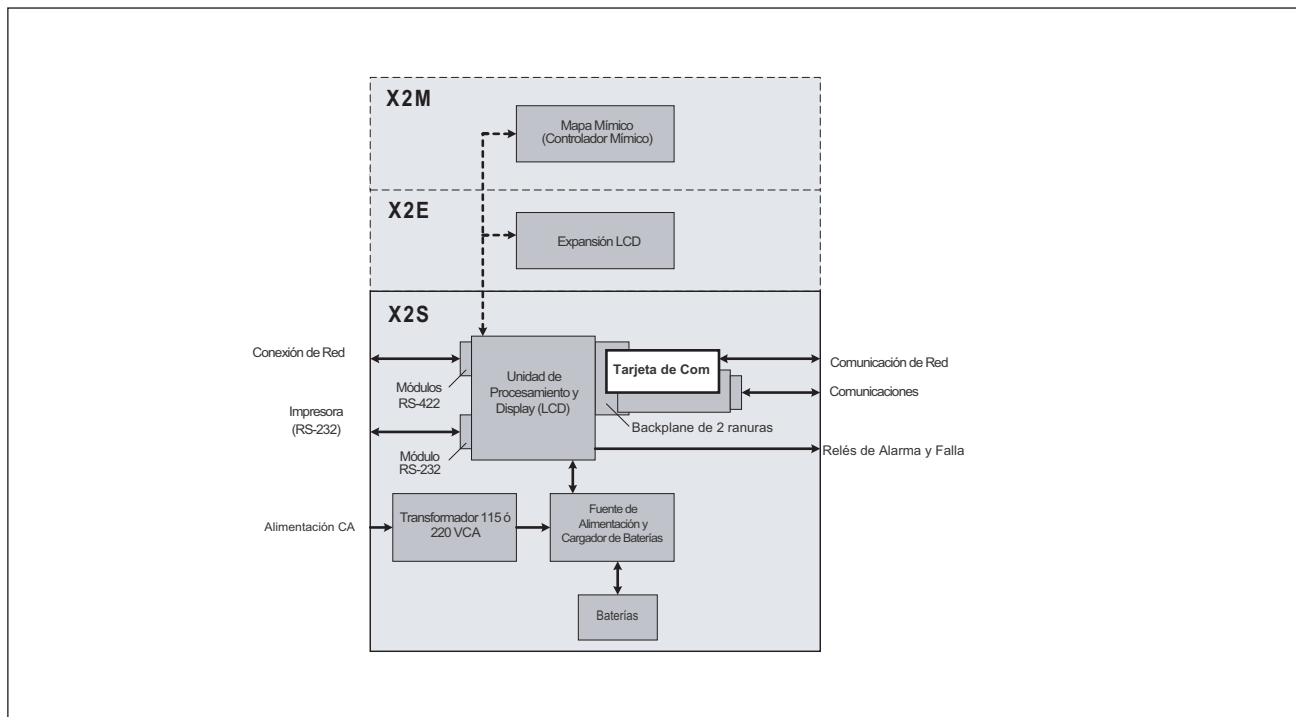 X2M
Mapa Mímico
(Controlador Mímico)
X2E
Expansión LCD
X2S
Conexión de Red
Módulos
RS-422
Impresora
(RS-232)
Módulo
RS-232
Unidad de
Procesamiento y
Display (LCD)
Tarjeta de Com
Backplane de 2 ranuras
Comunicación de Red
Comunicaciones
Relés de Alarma y Falla
Alimentación CA
Transformador 115 ó
220 VCA
Fuente de
Alimentación y
Cargador de Baterías
Baterías